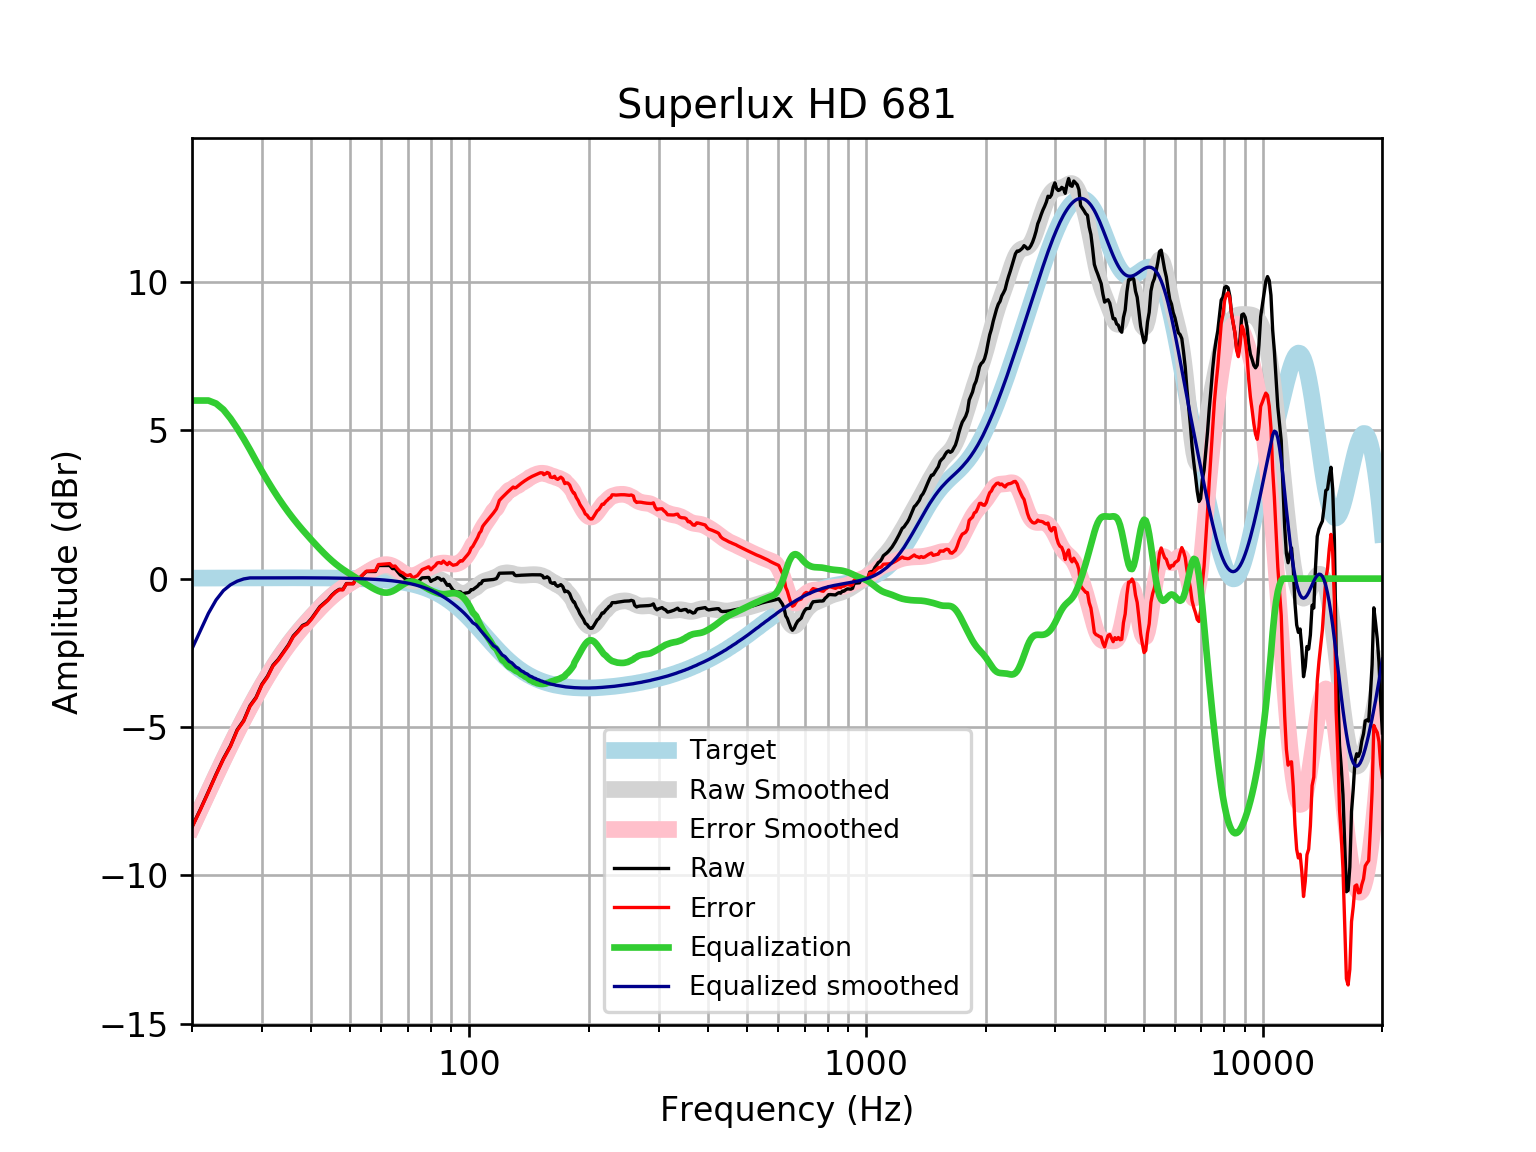 Superlux HD 681
Amplitude (dBr)
10
5
0
−5
−10
−15
Target
Raw Smoothed
Error Smoothed
Raw
Error
Equalization
Equalized smoothed
100
1000
10000
Frequency (Hz)